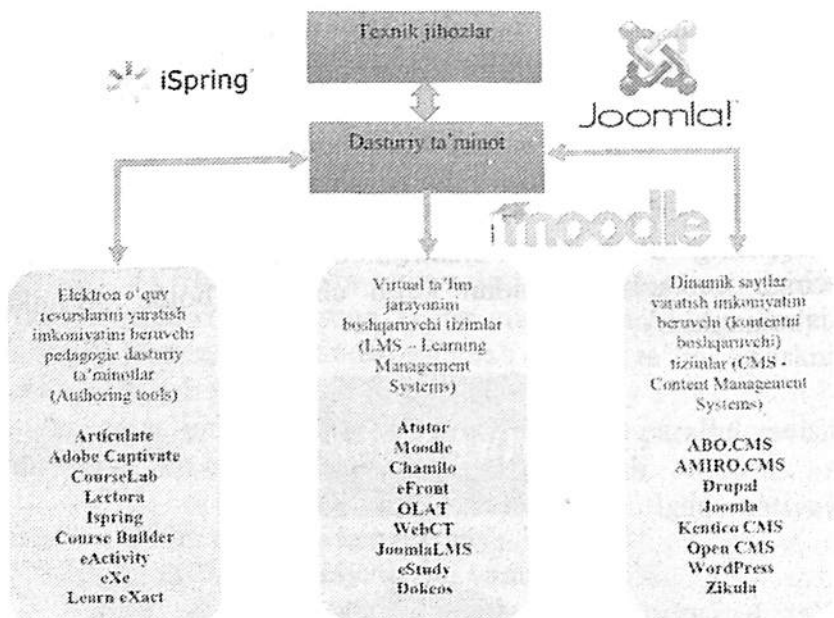 Texnik jihozlar
iSpring
Joomla!
Dasturiy ta'minot
moodle
Elektron o'quv
resurslarini yaratish
imkoniyatini beruvchi
pedagogic dasturiy
ta'minotlar
(Authoring tools)
Articulate
Adobe Captivate
CourseLab
Lectora
Ispring
Course Builder
eActivity
eXe
Learn eXact
Virtual ta'lim
jarayonini
boshqaruvchi tizimlar
(LMS – Learning
Management
Systems)
Atutor
Moodle
Chamilo
eFront
OLAT
WebCT
JoomlaLMS
eStudy
Dokeos
Dinamik saytlar
yaratish imkoniyatini
beruvchi (kontentni
boshqaruvchi)
tizimlar (CMS -
Content Management
Systems)
ABO.CMS
AMIRO.CMS
Drupal
Joomla
Kentico CMS
Open CMS
WordPress
Zikula